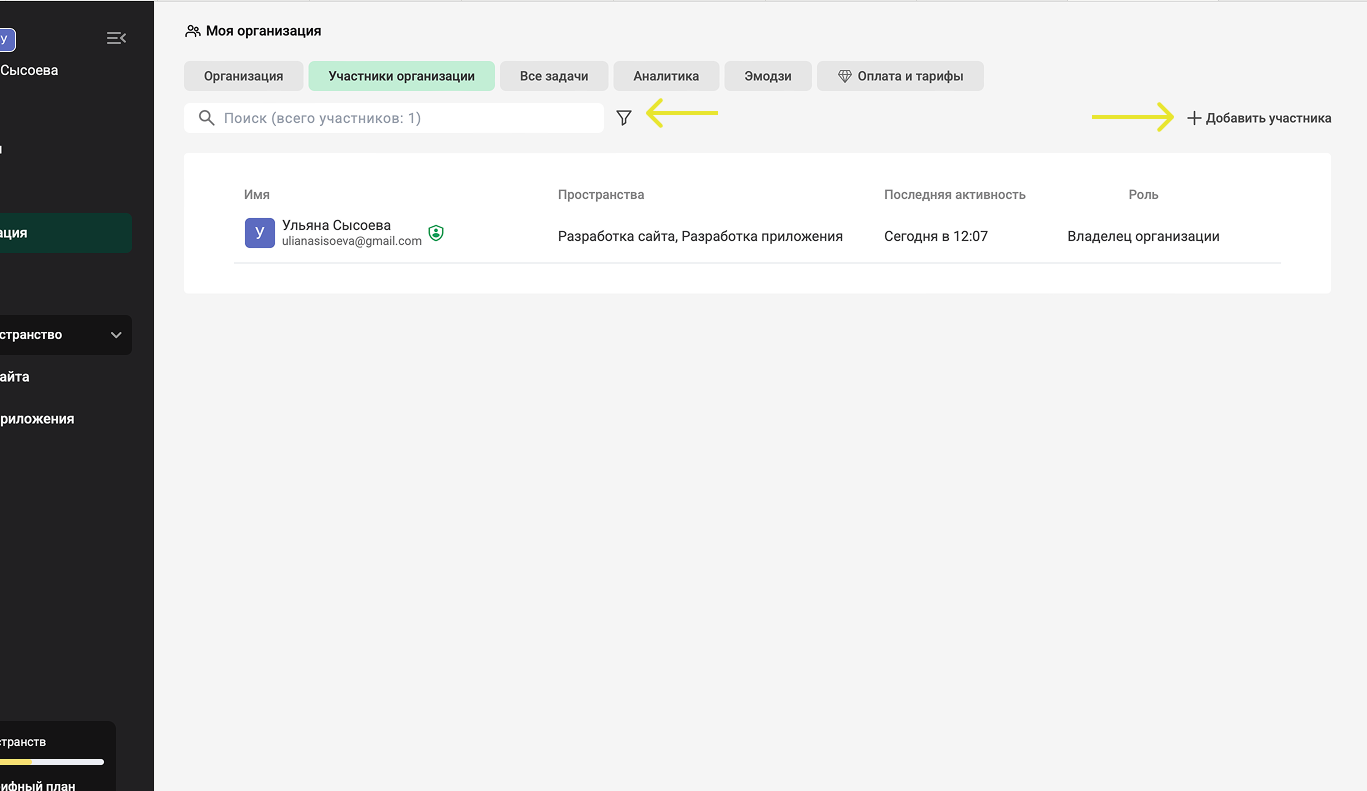 У
Сысоева
ация
странство
айта
риложения
странств
ифный план
Моя организация
Организация
Участники организации
Все задачи
Аналитика
Эмодзи
Оплата и тарифы
Поиск (всего участников: 1)
Добавить участника
Имя
Пространства
Последняя активность
Роль
У
Ульяна Сысоева
ulianasisoeva@gmail.com
Разработка сайта, Разработка приложения
Сегодня в 12:07
Владелец организации